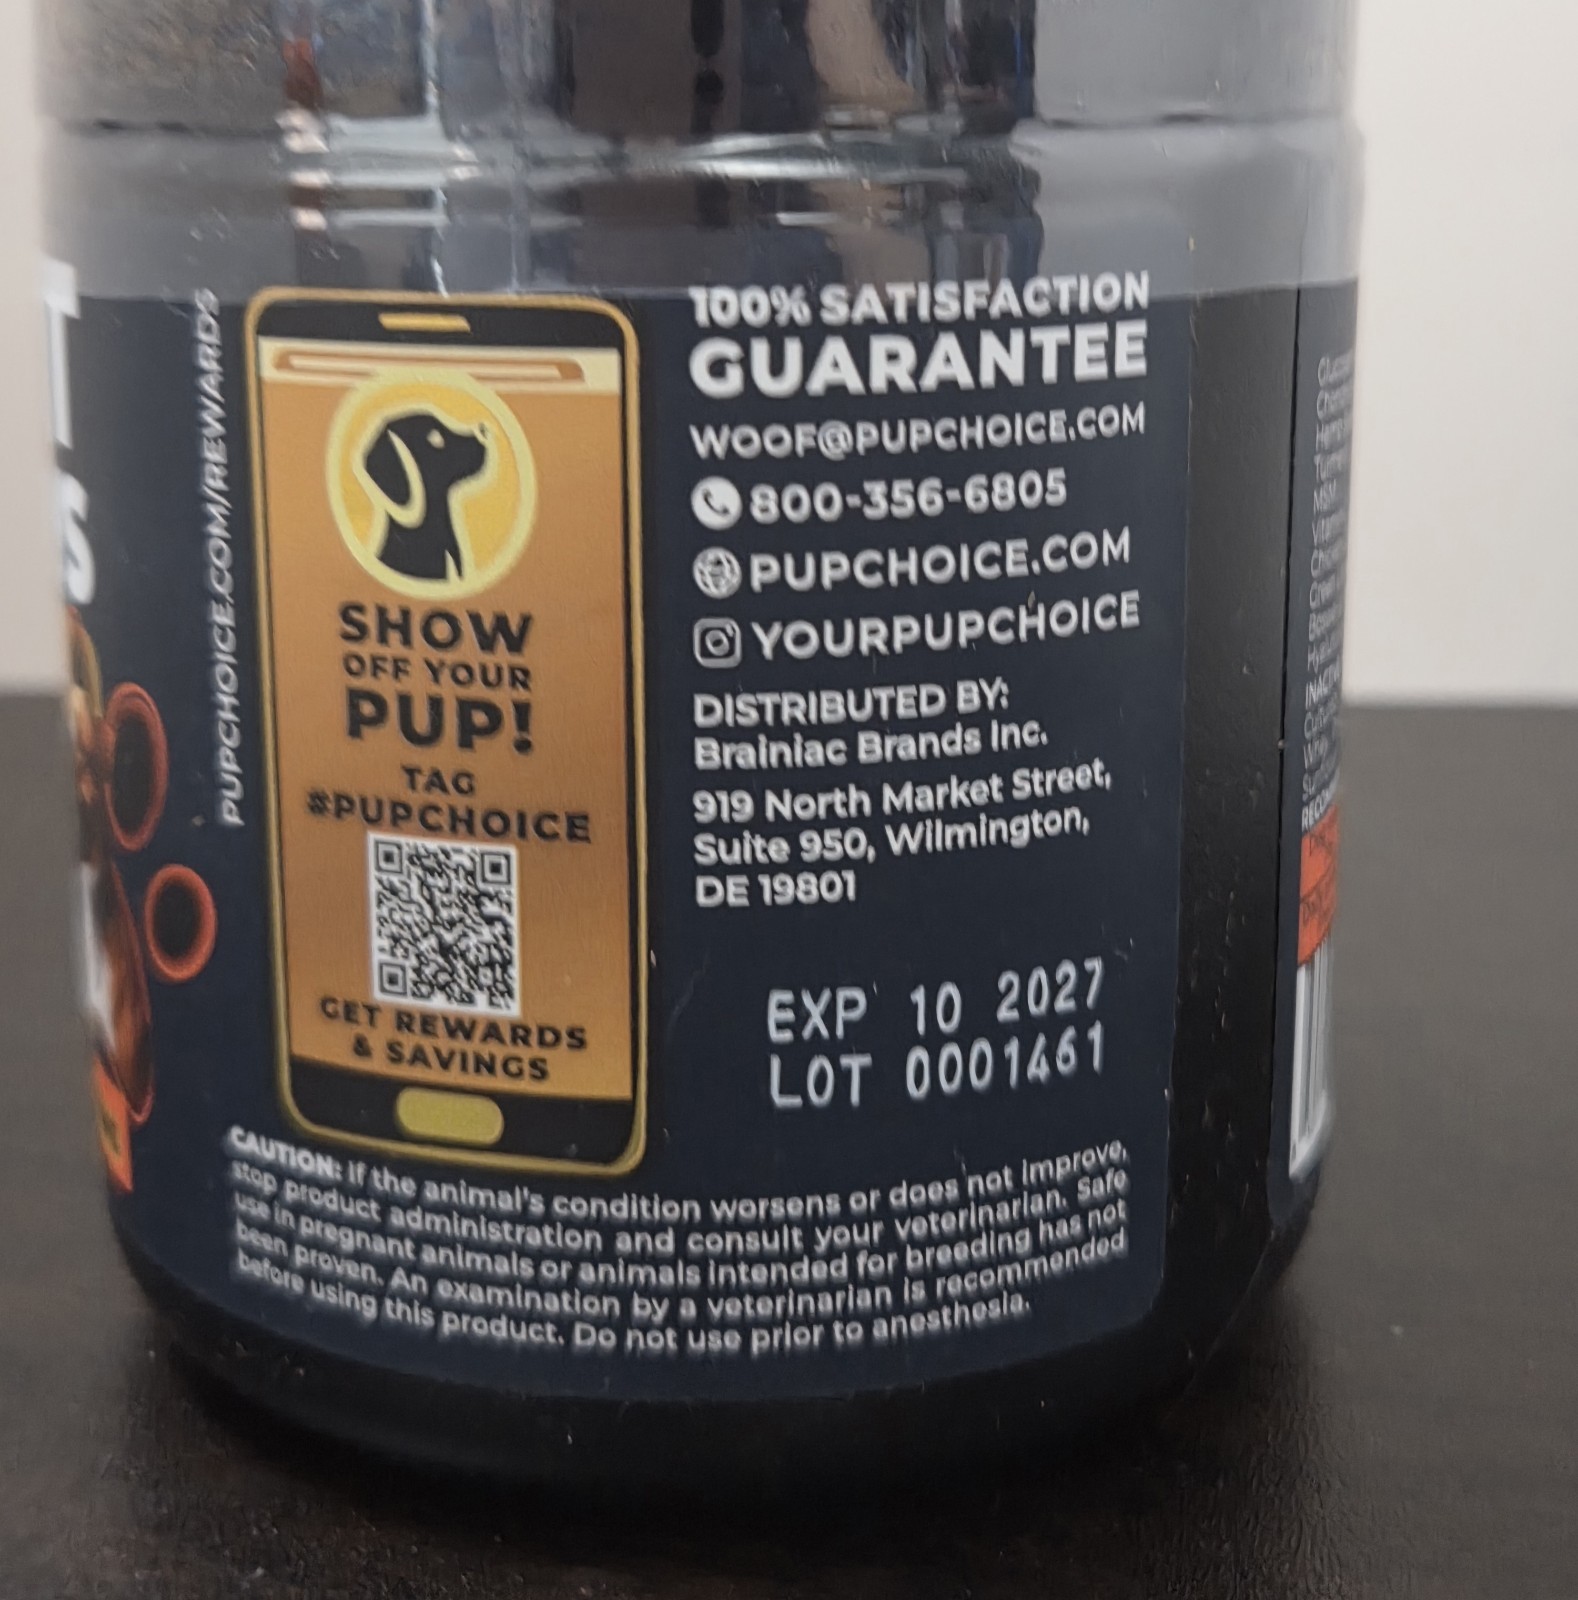 PUPCHOICE.COM/REWARDS
SHOW
OFF YOUR
PUP!
TAG
#PUPCHOICE
GET REWARDS
& SAVINGS
100% SATISFACTION
GUARANTEE
WOOF@PUPCHOICE.COM
800-356-6805
PUPCHOICE.COM
YOURPUPCHOICE
DISTRIBUTED BY:
Brainiac Brands Inc.
919 North Market Street,
Suite 950, Wilmington,
DE 19801
EXP 10 2027
LOT 0001461
CAUTION: If the animal's condition worsens or does not improve,
stop product administration and consult your veterinarian. Safe
use in pregnant animals or animals intended for breeding has not
been proven. An examination by a veterinarian is recommended
before using this product. Do not use prior to anesthesia.
MSM